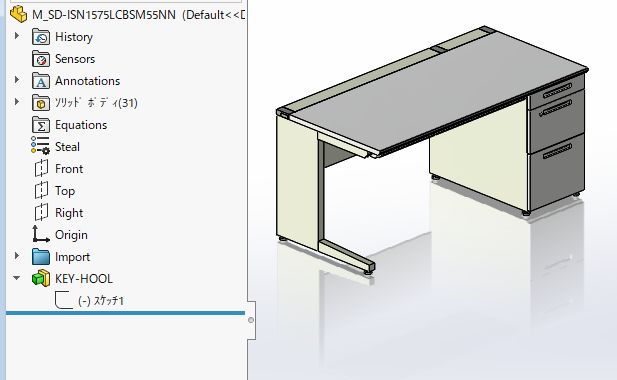 M_SD-ISN1575LCBSM55NN (Default<<D
History
Sensors
Annotations
ｿﾘｯﾄﾞ ﾎﾞﾃﾞｨ(31)
Equations
Steal
Front
Top
Right
Origin
Import
KEY-HOOL
(-) ｽｹｯﾁ1